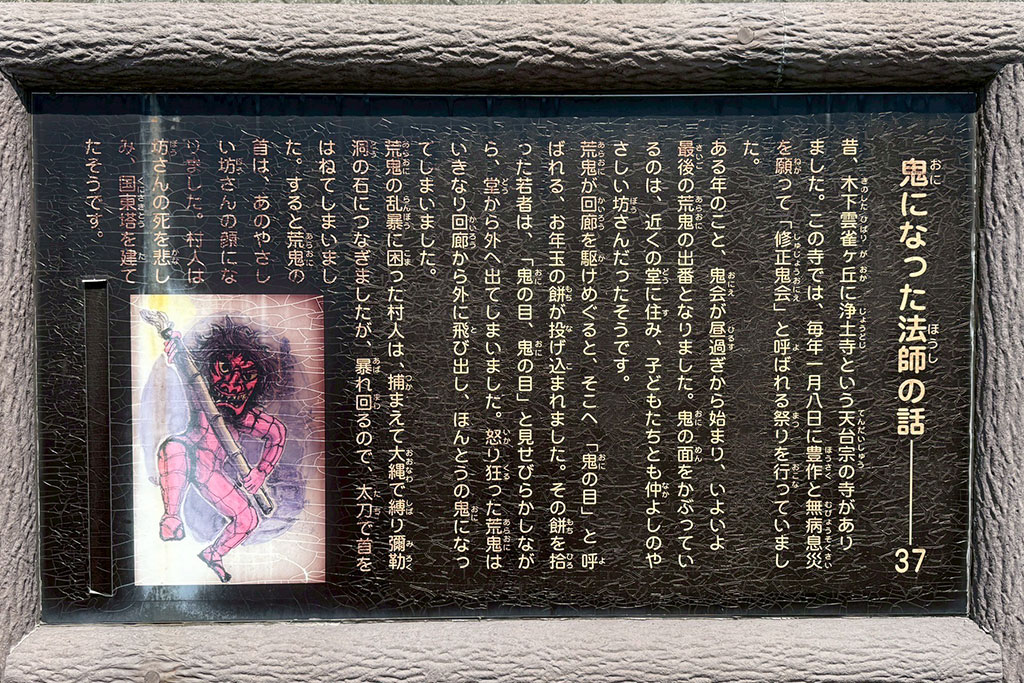 鬼になった法師の話 37
昔、木下雲雀ヶ丘に浄土寺という天台宗の寺があり
ました。この寺では、毎年一月八日に豊作と無病息災
を願って「修正鬼会」と呼ばれる祭りを行っていまし
た。
ある年のこと、鬼会が昼過ぎから始まり、いよいよ
最後の荒鬼の出番となりました。鬼の面をかぶってい
るのは、近くの堂に住み、子どもたちとも仲よしのや
さしい坊さんだったそうです。
荒鬼が回廊を駆けめぐると、そこへ「鬼の目」と呼
ばれる、お年玉の餅が投げ込まれました。その餅を拾
った若者は、「鬼の目、鬼の目」と見せびらかしなが
ら、堂から外へ出てしまいました。怒り狂った荒鬼は
いきなり回廊から外に飛び出し、ほんとうの鬼になっ
てしまいました。
荒鬼の乱暴に困った村人は、捕まえて大縄で縛り彌勒
洞の石につなぎましたが、暴れ回るので、太刀で首を
はねてしまいまし
た。すると荒鬼の
首は、あのやさし
い坊さんの顔にな
りました。村人は
坊さんの死を悲し
み、国東塔を建て
たそうです。